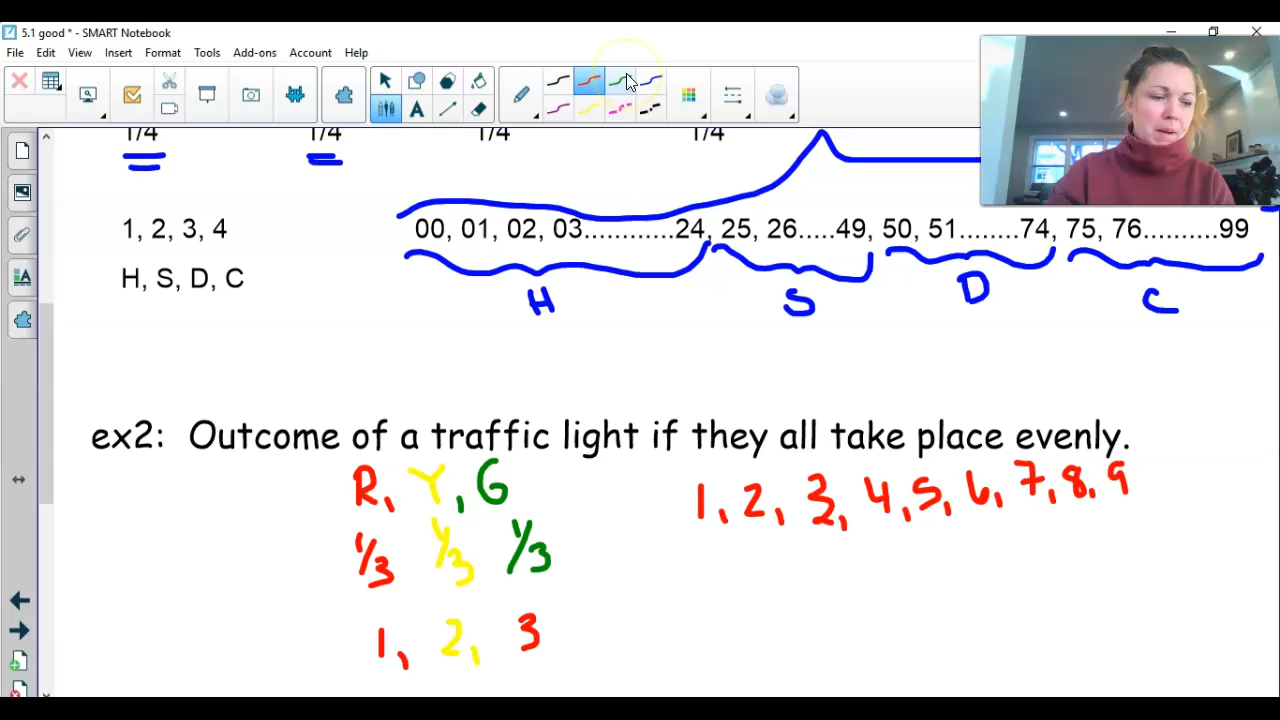 5.1 good * - SMART Notebook
File Edit View Insert Format Tools Add-ons Account Help
1/4 1/4 1/4 1/4
1, 2, 3, 4 00, 01, 02, 03............24, 25, 26.....49, 50, 51........74, 75, 76..........99
H, S, D, C
H S D C
ex2: Outcome of a traffic light if they all take place evenly.
R, Y, G 1, 2, 3, 4, 5, 6, 7, 8, 9
1/3 1/3 1/3
1, 2, 3